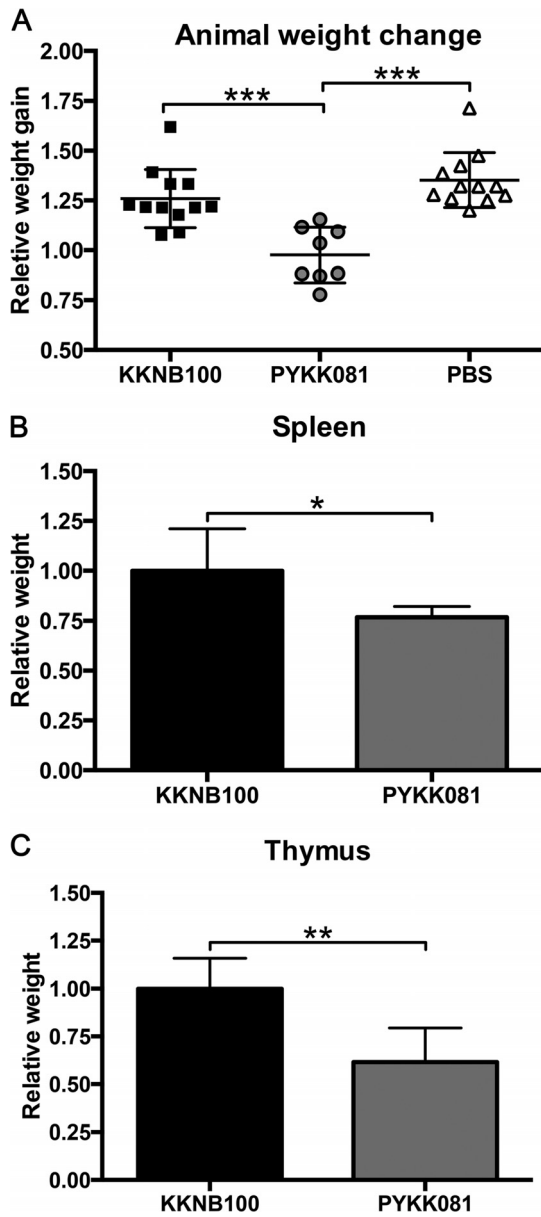 A
Animal weight change
Reletive weight gain
2.00
1.75
1.50
1.25
1.00
0.75
0.50
***
***
KKNB100 PYKK081 PBS
B
Spleen
Relative weight
1.50
1.25
1.00
0.75
0.50
0.25
0.00
*
KKNB100 PYKK081
C
Thymus
Relative weight
1.50
1.25
1.00
0.75
0.50
0.25
0.00
**
KKNB100 PYKK081